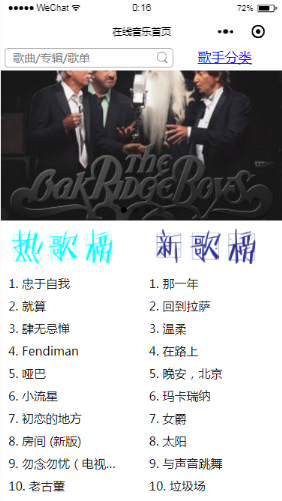 WeChat 0:16 72%
在线音乐首页
歌曲/专辑/歌单 歌手分类
The
Oak Ridge Boys
热歌榜 新歌榜
1. 忠于自我 1. 那一年
2. 就算 2. 回到拉萨
3. 肆无忌惮 3. 温柔
4. Fendiman 4. 在路上
5. 哑巴 5. 晚安，北京
6. 小流星 6. 玛卡瑞纳
7. 初恋的地方 7. 女爵
8. 房间 (新版) 8. 太阳
9. 勿念勿忧（电视... 9. 与声音跳舞
10. 老古董 10. 垃圾场